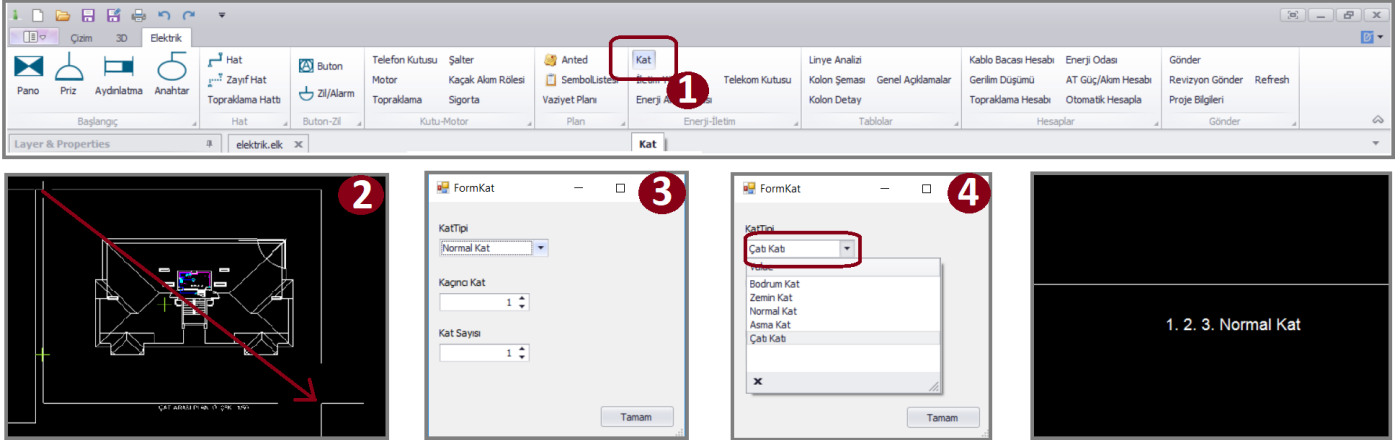 Çizim 3D Elektrik
Pano Priz Aydınlatma Anahtar
Hat
Zayıf Hat
Topraklama Hattı
Buton
Zil/Alarm
Telefon Kutusu Şalter
Motor Kaçak Akım Rölesi
Topraklama Sigorta
Anted
SembolListesi
Vaziyet Planı
Kat
1
Telekom Kutusu
Enerji
Linye Analizi
Kolon Şeması Genel Açıklamalar
Kolon Detay
Kablo Bacası Hesabı Enerji Odası
Gerilim Düşümü AT Güç/Akım Hesabı
Topraklama Hesabı Otomatik Hesapla
Gönder
Revizyon Gönder Refresh
Proje Bilgileri
Başlangıç Hat Buton-Zil Kutu-Motor Plan Enerji-İletim Tablolar Hesaplar Gönder
Layer & Properties elektrik.elk Kat
2
FormKat
3
KatTipi
Normal Kat
Kaçıncı Kat
1
Kat Sayısı
1
Tamam
FormKat
4
KatTipi
Çatı Katı
Value
Bodrum Kat
Zemin Kat
Normal Kat
Asma Kat
Çatı Katı
Tamam
1. 2. 3. Normal Kat